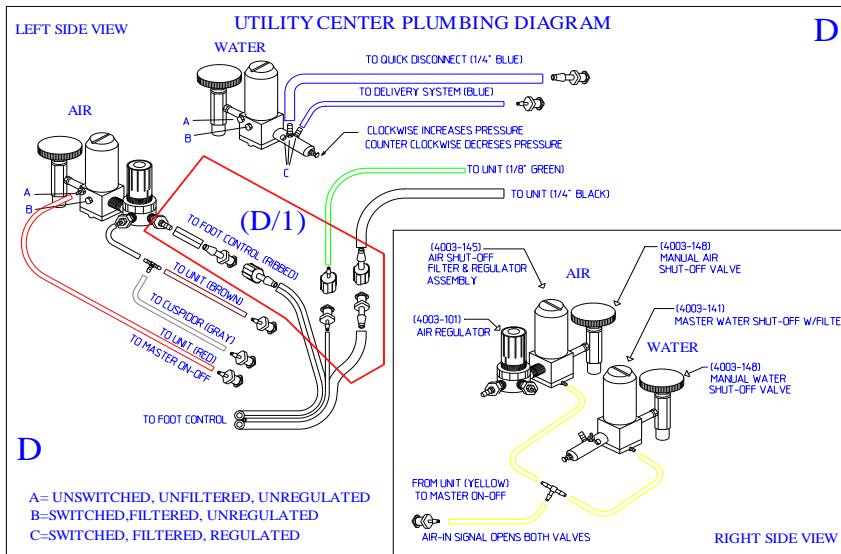 UTILITY CENTER PLUMBING DIAGRAM
D
LEFT SIDE VIEW
WATER
TO QUICK DISCONNECT (1/4" BLUE)
TO DELIVERY SYSTEM (BLUE)
A
B
C
CLOCKWISE INCREASES PRESSURE
COUNTER CLOCKWISE DECRESES PRESSURE
AIR
A
B
TO UNIT (1/8" GREEN)
TO UNIT (1/4" BLACK)
(D/1)
TO FOOT CONTROL (RIBBED)
TO UNIT (BROWN)
TO CUSPIDOR (GRAY)
TO UNIT (RED)
TO MASTER ON-OFF
TO FOOT CONTROL
D
A= UNSWITCHED, UNFILTERED, UNREGULATED
B=SWITCHED,FILTERED, UNREGULATED
C=SWITCHED, FILTERED, REGULATED
(4003-145)
AIR SHUT-OFF
FILTER & REGULATOR
ASSEMBLY
AIR
(4003-148)
MANUAL AIR
SHUT-OFF VALVE
(4003-101)
AIR REGULATOR
(4003-141)
MASTER WATER SHUT-OFF W/FILTE
WATER
(4003-148)
MANUAL WATER
SHUT-OFF VALVE
FROM UNIT (YELLOW)
TO MASTER ON-OFF
AIR-IN SIGNAL OPENS BOTH VALVES
RIGHT SIDE VIEW